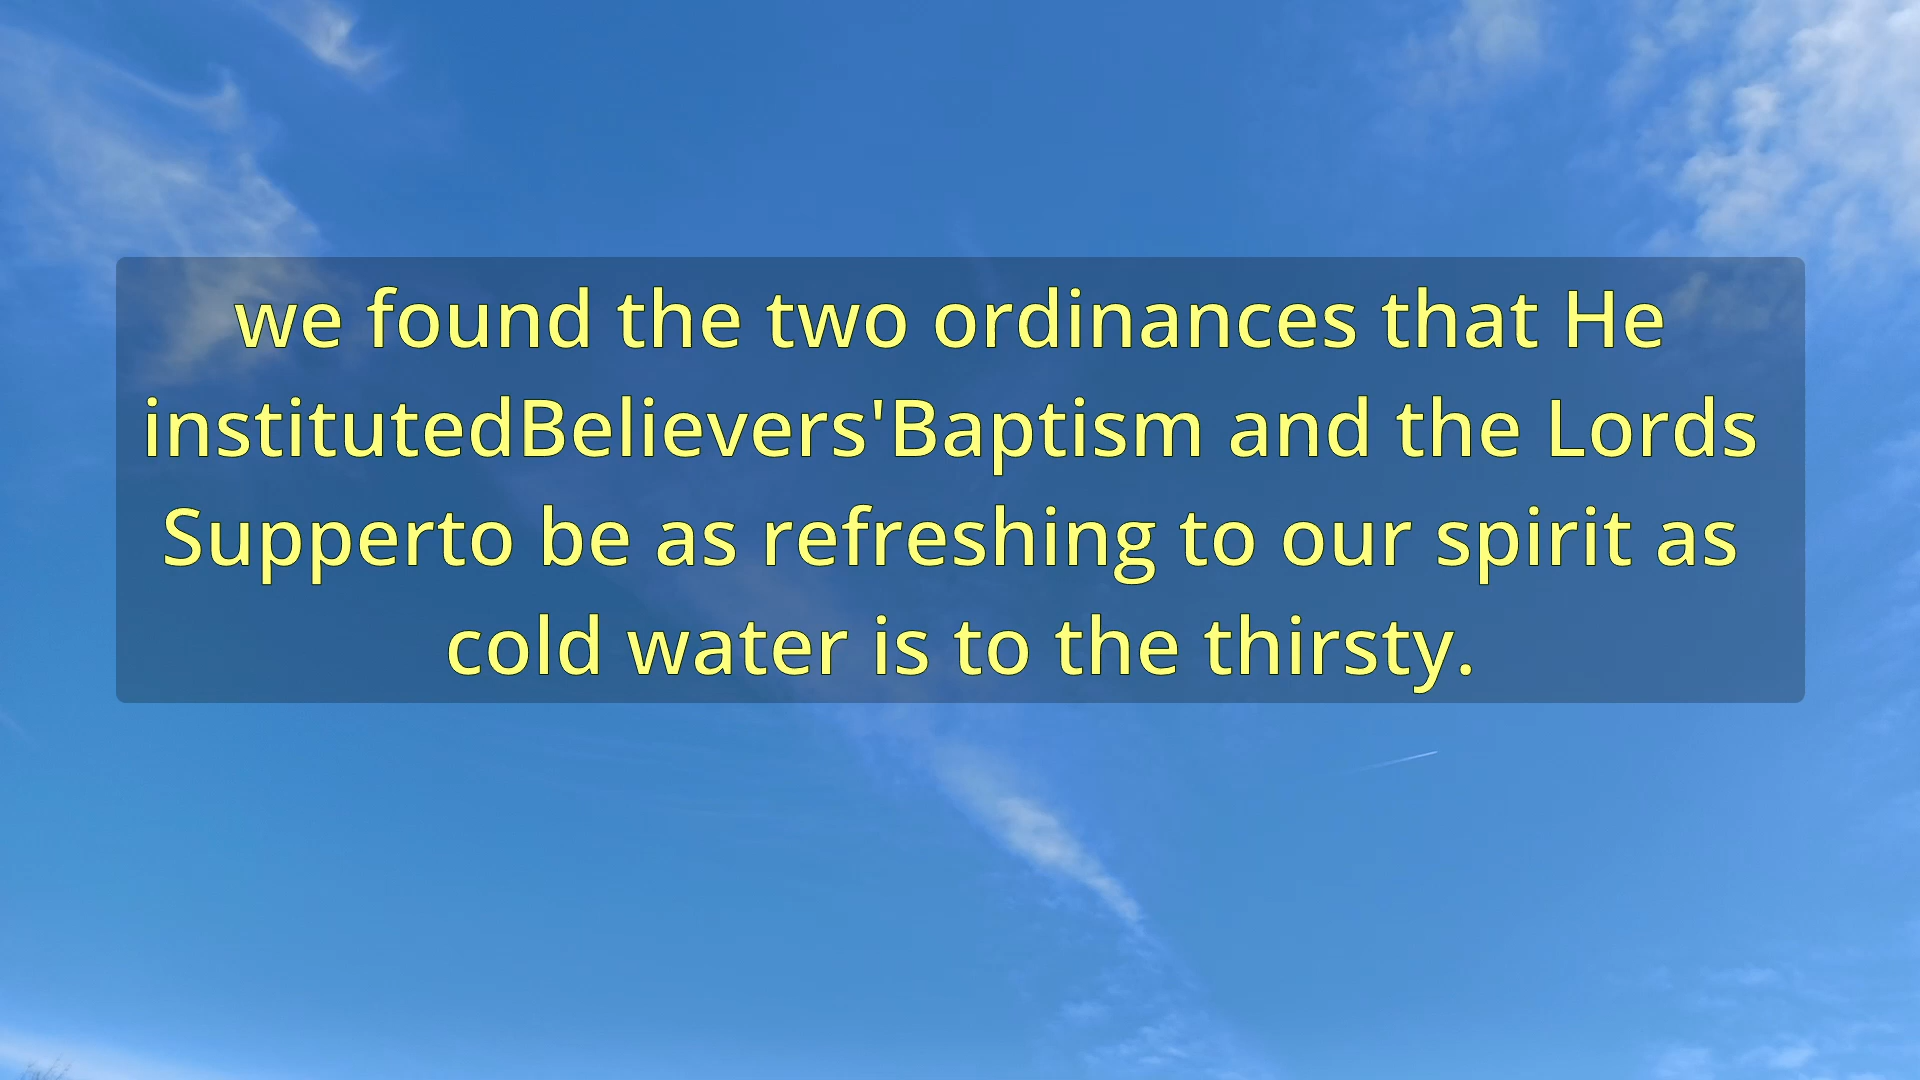 we found the two ordinances that He
institutedBelievers'Baptism and the Lords
Supperto be as refreshing to our spirit as
cold water is to the thirsty.